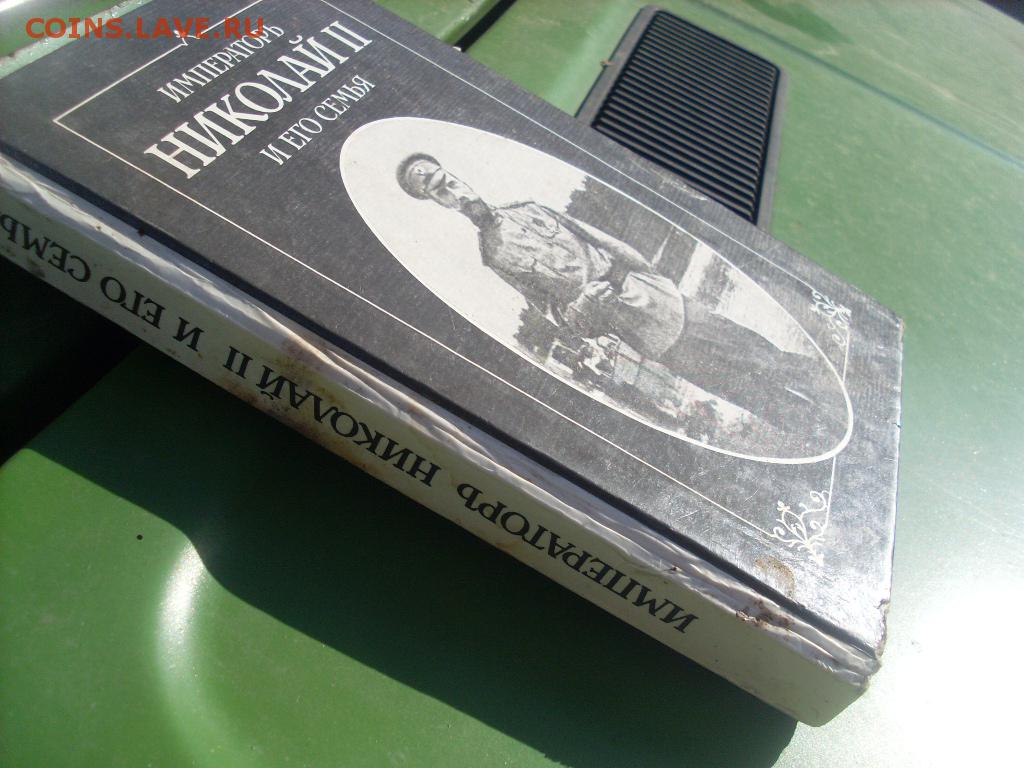 COINS.LAVE.RU
ИМПЕРАТОРЪ
НИКОЛАЙ II
И ЕГО СЕМЬЯ
ИМПЕРАТОРЪ НИКОЛАЙ II И ЕГО СЕМЬ